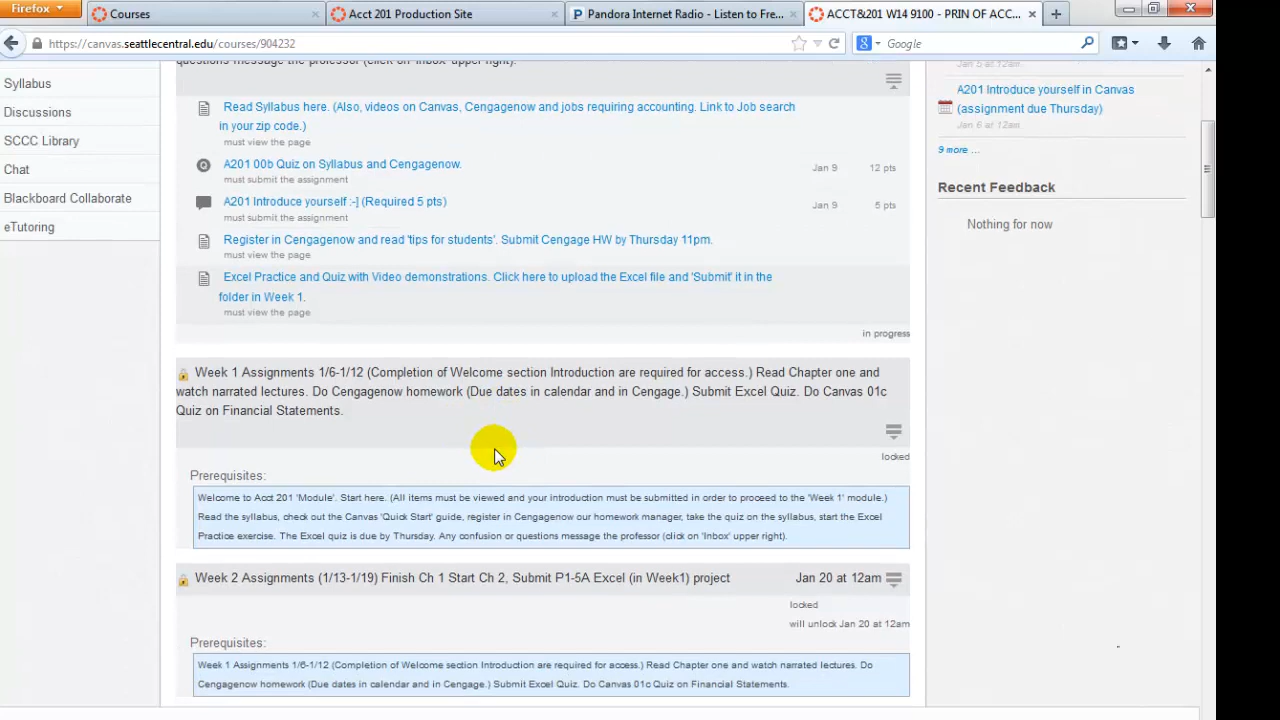 Firefox
Courses
Acct 201 Production Site
Pandora Internet Radio - Listen to Fre...
ACCT&201 W14 9100 - PRIN OF ACC...
https://canvas.seattlecentral.edu/courses/904232
Google
questions message the professor (click on 'Inbox' upper right).
Syllabus
Discussions
SCCC Library
Chat
Blackboard Collaborate
eTutoring
Read Syllabus here. (Also, videos on Canvas, Cengagenow and jobs requiring accounting. Link to Job search
in your zip code.)
must view the page
A201 00b Quiz on Syllabus and Cengagenow.
Jan 9 12 pts
must submit the assignment
A201 Introduce yourself :-] (Required 5 pts)
Jan 9 5 pts
must submit the assignment
Register in Cengagenow and read 'tips for students'. Submit Cengage HW by Thursday 11pm.
must view the page
Excel Practice and Quiz with Video demonstrations. Click here to upload the Excel file and 'Submit' it in the
folder in Week 1.
must view the page
in progress
Week 1 Assignments 1/6-1/12 (Completion of Welcome section Introduction are required for access.) Read Chapter one and
watch narrated lectures. Do Cengagenow homework (Due dates in calendar and in Cengage.) Submit Excel Quiz. Do Canvas 01c
Quiz on Financial Statements.
locked
Prerequisites:
Welcome to Acct 201 'Module'. Start here. (All items must be viewed and your introduction must be submitted in order to proceed to the 'Week 1' module.)
Read the syllabus, check out the Canvas 'Quick Start' guide, register in Cengagenow our homework manager, take the quiz on the syllabus, start the Excel
Practice exercise. The Excel quiz is due by Thursday. Any confusion or questions message the professor (click on 'Inbox' upper right).
Week 2 Assignments (1/13-1/19) Finish Ch 1 Start Ch 2, Submit P1-5A Excel (in Week1) project
Jan 20 at 12am
locked
will unlock Jan 20 at 12am
Prerequisites:
Week 1 Assignments 1/6-1/12 (Completion of Welcome section Introduction are required for access.) Read Chapter one and watch narrated lectures. Do
Cengagenow homework (Due dates in calendar and in Cengage.) Submit Excel Quiz. Do Canvas 01c Quiz on Financial Statements.
Jan 5 at 12am
A201 Introduce yourself in Canvas
(assignment due Thursday)
Jan 6 at 12am
9 more ...
Recent Feedback
Nothing for now